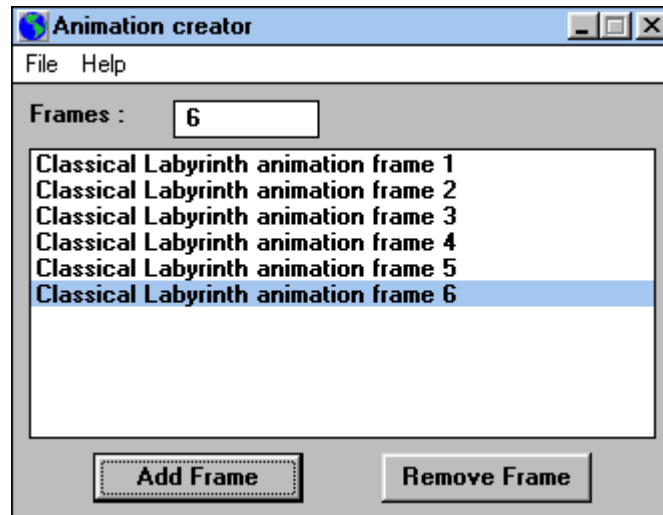 Animation creator
File Help
Frames : 6
Classical Labyrinth animation frame 1
Classical Labyrinth animation frame 2
Classical Labyrinth animation frame 3
Classical Labyrinth animation frame 4
Classical Labyrinth animation frame 5
Classical Labyrinth animation frame 6
Add Frame Remove Frame